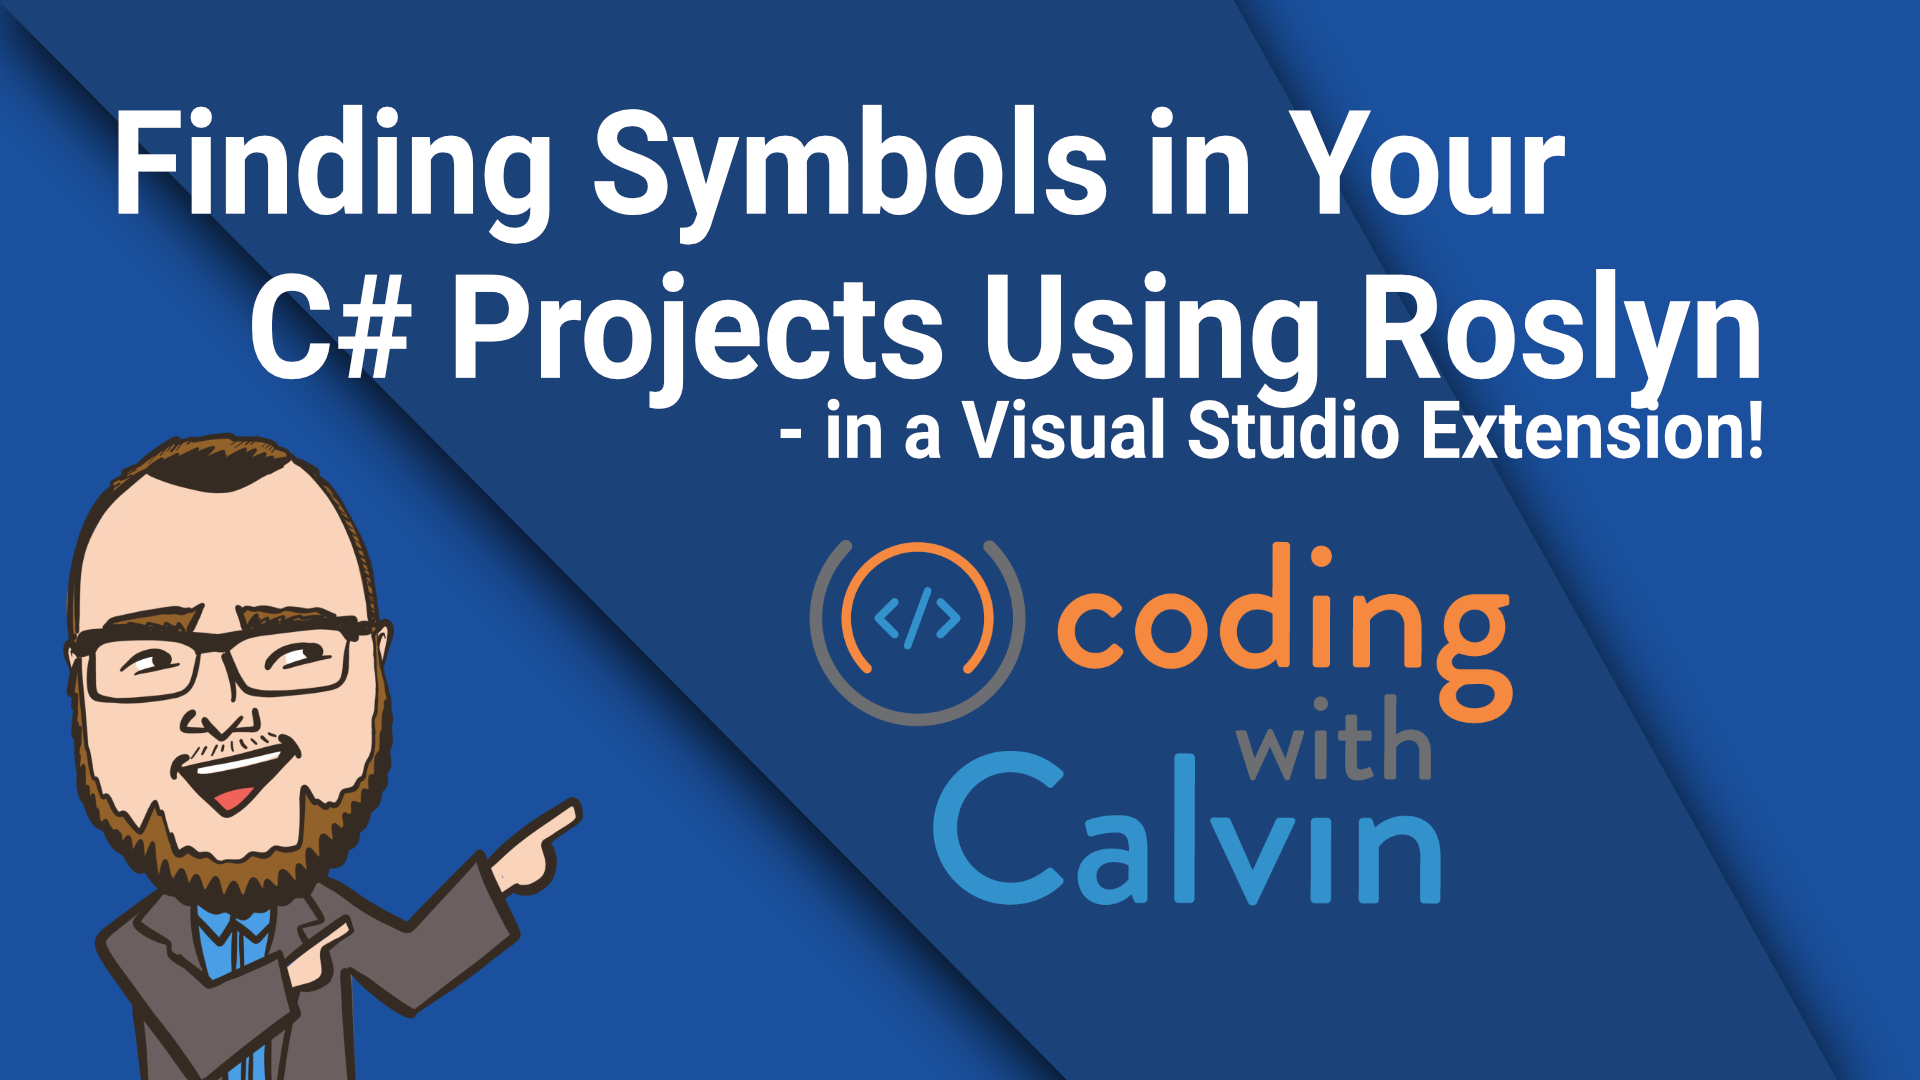 Finding Symbols in Your
C# Projects Using Roslyn
- in a Visual Studio Extension!
</> coding
with
Calvin